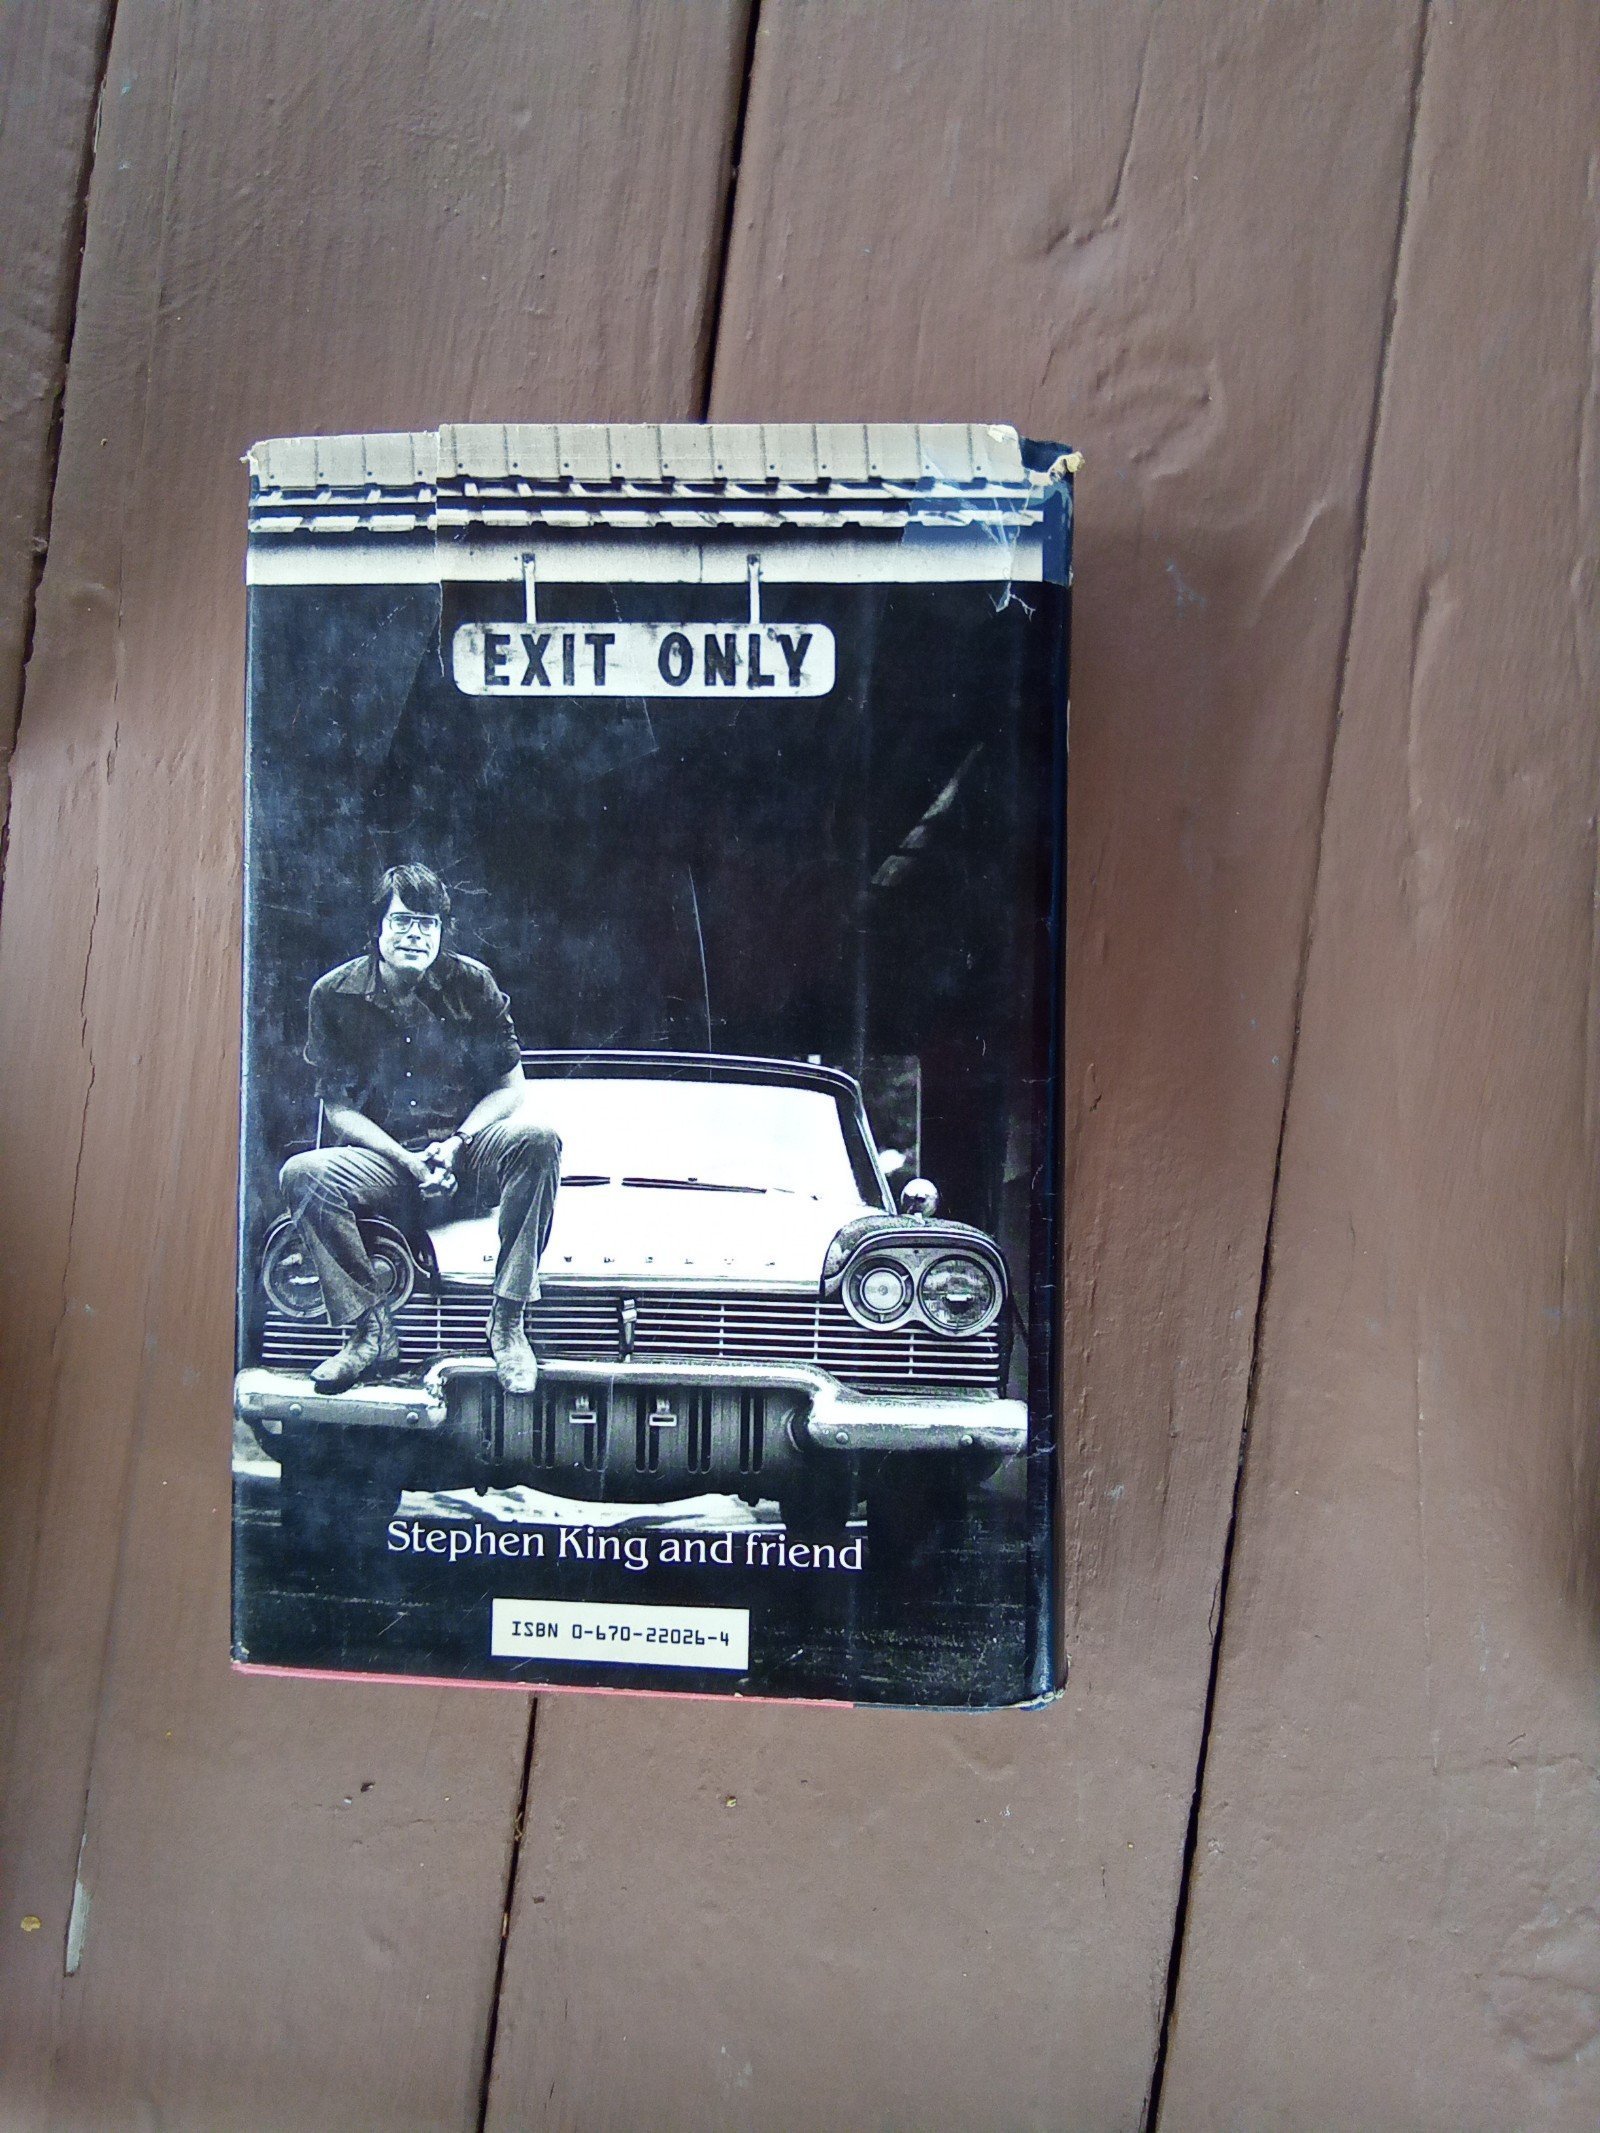 EXIT ONLY
Stephen King and friend
ISBN 0-670-22026-4